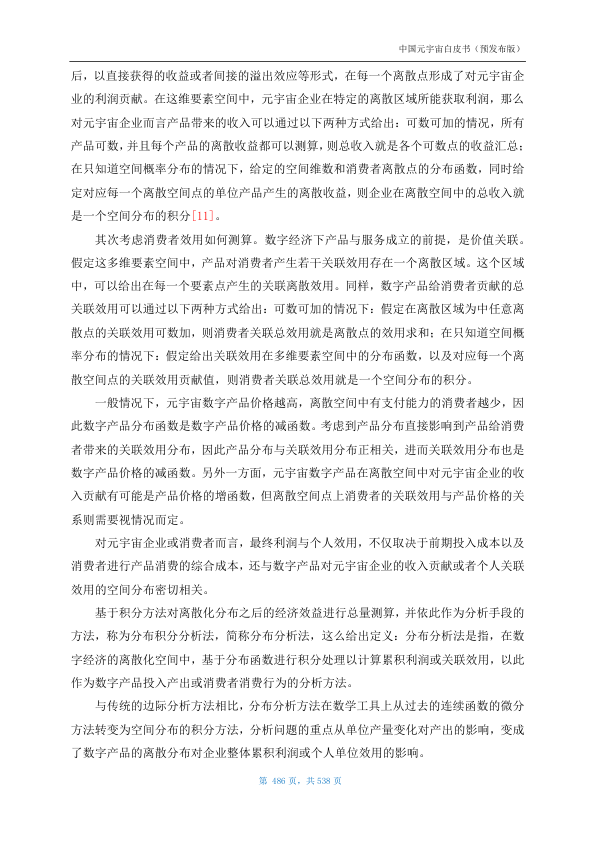 中国元宇宙白皮书（预发布版）
后，以直接获得的收益或者间接的溢出效应等形式，在每一个离散点形成了对元宇宙企
业的利润贡献。在这维要素空间中，元宇宙企业在特定的离散区域所能获取利润，那么
对元宇宙企业而言产品带来的收入可以通过以下两种方式给出：可数可加的情况，所有
产品可数，并且每个产品的离散收益都可以测算，则总收入就是各个可数点的收益汇总；
在只知道空间概率分布的情况下，给定的空间维数和消费者离散点的分布函数，同时给
定对应每一个离散空间点的单位产品产生的离散收益，则企业在离散空间中的总收入就
是一个空间分布的积分[11]。
其次考虑消费者效用如何测算。数字经济下产品与服务成立的前提，是价值关联。
假定这多维要素空间中，产品对消费者产生若干关联效用存在一个离散区域。这个区域
中，可以给出在每一个要素点产生的关联离散效用。同样，数字产品给消费者贡献的总
关联效用可以通过以下两种方式给出：可数可加的情况下：假定在离散区域为中任意离
散点的关联效用可数加，则消费者关联总效用就是离散点的效用求和；在只知道空间概
率分布的情况下：假定给出关联效用在多维要素空间中的分布函数，以及对应每一个离
散空间点的关联效用贡献值，则消费者关联总效用就是一个空间分布的积分。
一般情况下，元宇宙数字产品价格越高，离散空间中有支付能力的消费者越少，因
此数字产品分布函数是数字产品价格的减函数。考虑到产品分布直接影响到产品给消费
者带来的关联效用分布，因此产品分布与关联效用分布正相关，进而关联效用分布也是
数字产品价格的减函数。另外一方面，元宇宙数字产品在离散空间中对元宇宙企业的收
入贡献有可能是产品价格的增函数，但离散空间点上消费者的关联效用与产品价格的关
系则需要视情况而定。
对元宇宙企业或消费者而言，最终利润与个人效用，不仅取决于前期投入成本以及
消费者进行产品消费的综合成本，还与数字产品对元宇宙企业的收入贡献或者个人关联
效用的空间分布密切相关。
基于积分方法对离散化分布之后的经济效益进行总量测算，并依此作为分析手段的
方法，称为分布积分分析法，简称分布分析法，这么给出定义：分布分析法是指，在数
字经济的离散化空间中，基于分布函数进行积分处理以计算累积利润或关联效用，以此
作为数字产品投入产出或消费者消费行为的分析方法。
与传统的边际分析方法相比，分布分析方法在数学工具上从过去的连续函数的微分
方法转变为空间分布的积分方法，分析问题的重点从单位产量变化对产出的影响，变成
了数字产品的离散分布对企业整体累积利润或个人单位效用的影响。
第 486 页，共 538 页